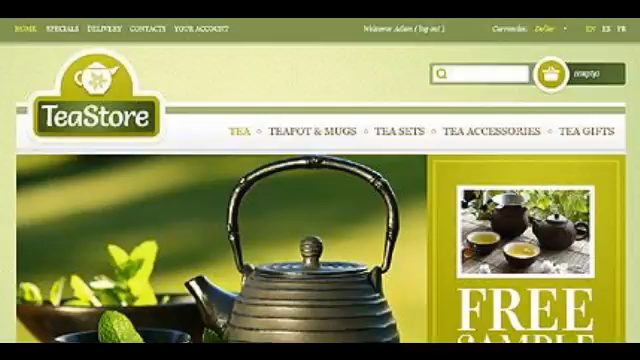 HOME SPECIALS DELIVERY CONTACTS YOUR ACCOUNT
Welcome Adam ( log out ) Currencies: Dollar EN ES FR
(empty)
TeaStore
TEA TEAPOT & MUGS TEA SETS TEA ACCESSORIES TEA GIFTS
FREE
SAMPLE